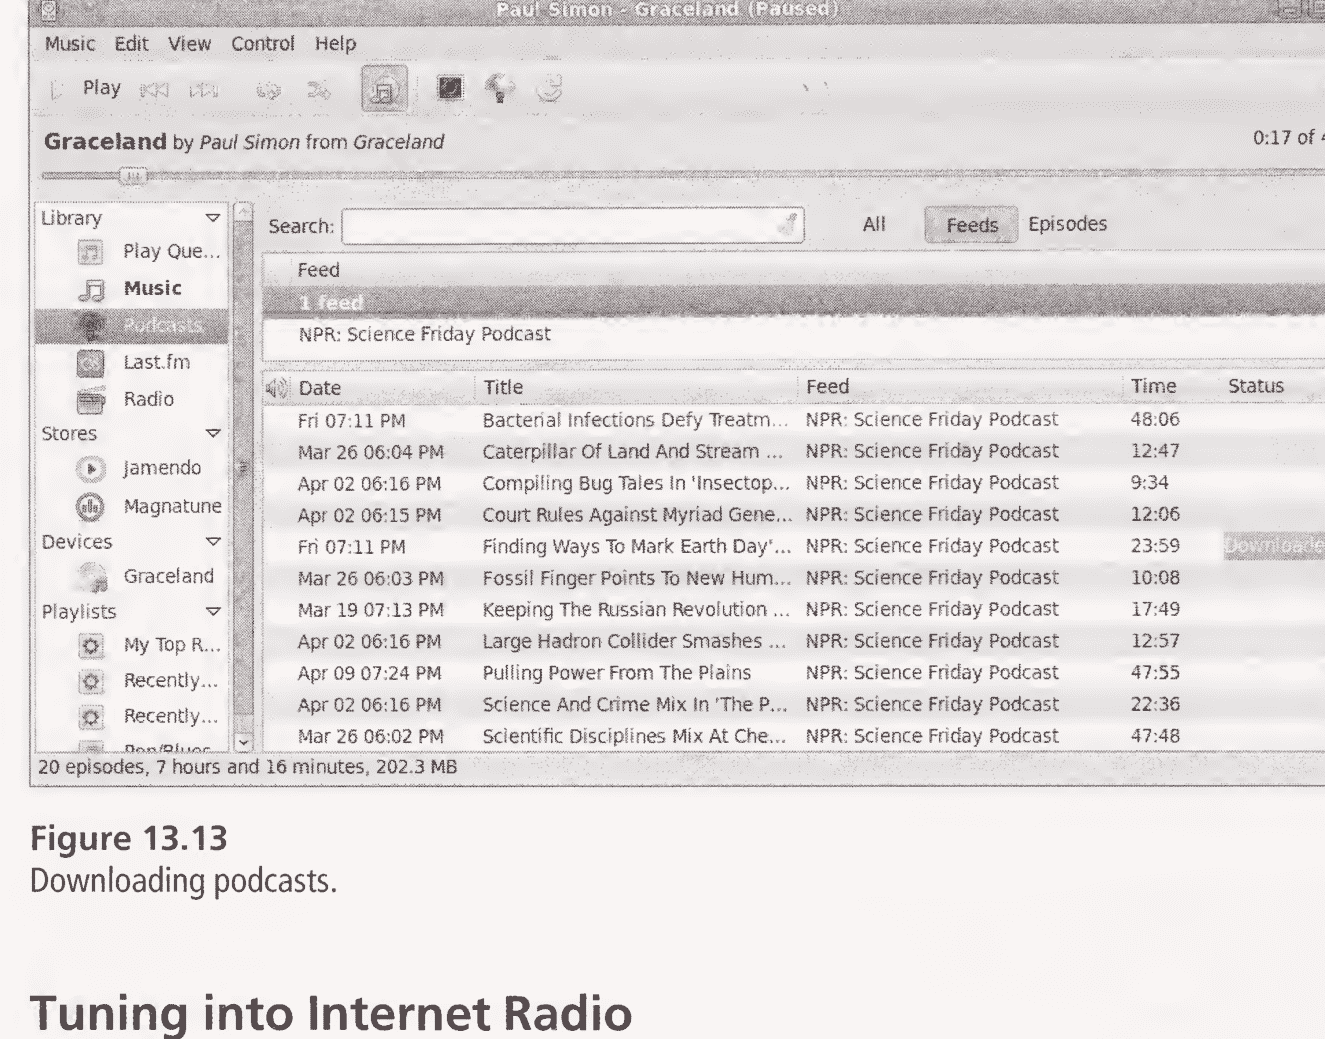 Paul Simon - Graceland (Paused)
Music Edit View Control Help
Play
Graceland by Paul Simon from Graceland
0:17 of
Library
Play Que...
Music
Podcasts
Last.fm
Radio
Stores
Jamendo
Magnatune
Devices
Graceland
Playlists
My Top R...
Recently...
Recently...
Pop/Blues
Search: All Feeds Episodes
Feed
1 feed
NPR: Science Friday Podcast
Date Title Feed Time Status
Fri 07:11 PM Bacterial Infections Defy Treatm... NPR: Science Friday Podcast 48:06
Mar 26 06:04 PM Caterpillar Of Land And Stream ... NPR: Science Friday Podcast 12:47
Apr 02 06:16 PM Compiling Bug Tales In 'Insectop... NPR: Science Friday Podcast 9:34
Apr 02 06:15 PM Court Rules Against Myriad Gene... NPR: Science Friday Podcast 12:06
Fri 07:11 PM Finding Ways To Mark Earth Day'... NPR: Science Friday Podcast 23:59 Downloade
Mar 26 06:03 PM Fossil Finger Points To New Hum... NPR: Science Friday Podcast 10:08
Mar 19 07:13 PM Keeping The Russian Revolution ... NPR: Science Friday Podcast 17:49
Apr 02 06:16 PM Large Hadron Collider Smashes ... NPR: Science Friday Podcast 12:57
Apr 09 07:24 PM Pulling Power From The Plains NPR: Science Friday Podcast 47:55
Apr 02 06:16 PM Science And Crime Mix In 'The P... NPR: Science Friday Podcast 22:36
Mar 26 06:02 PM Scientific Disciplines Mix At Che... NPR: Science Friday Podcast 47:48
20 episodes, 7 hours and 16 minutes, 202.3 MB
Figure 13.13
Downloading podcasts.
Tuning into Internet Radio